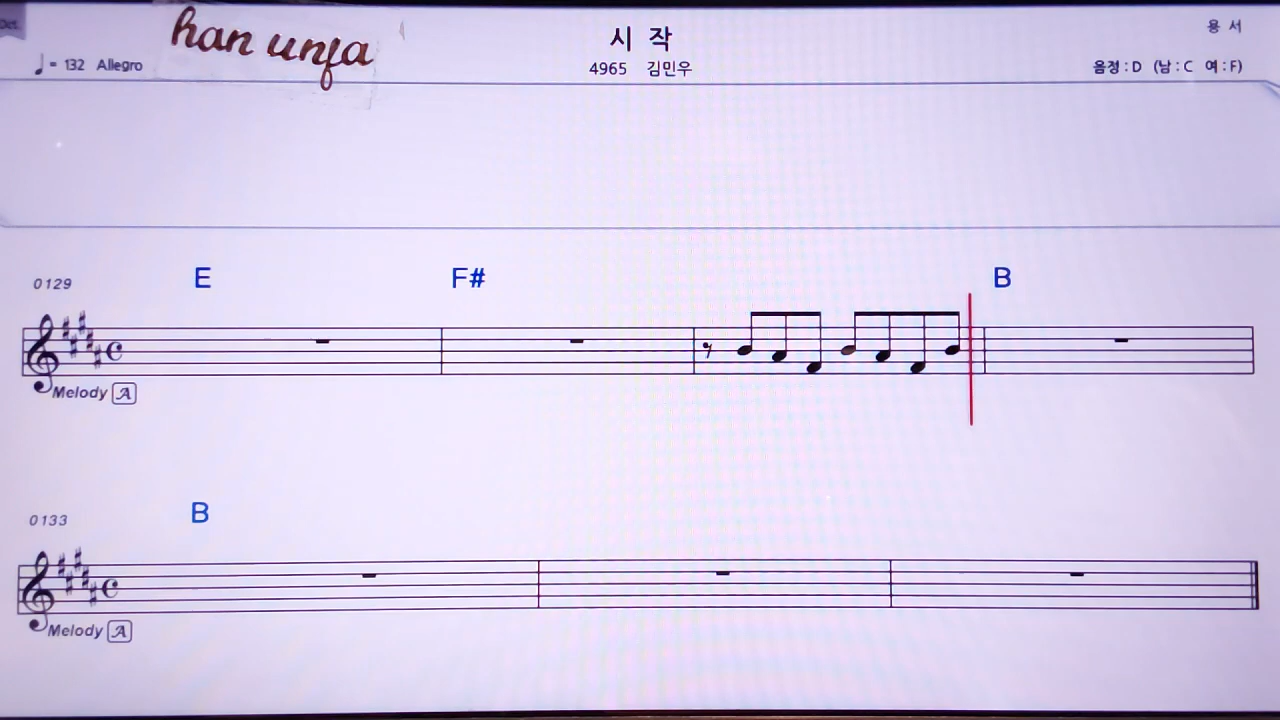 han unja
시 작
용 서
♩= 132 Allegro
4965 김민우
음정 : D (남 : C 여 : F)
0129
E F# B
Melody A
0133
B
Melody A